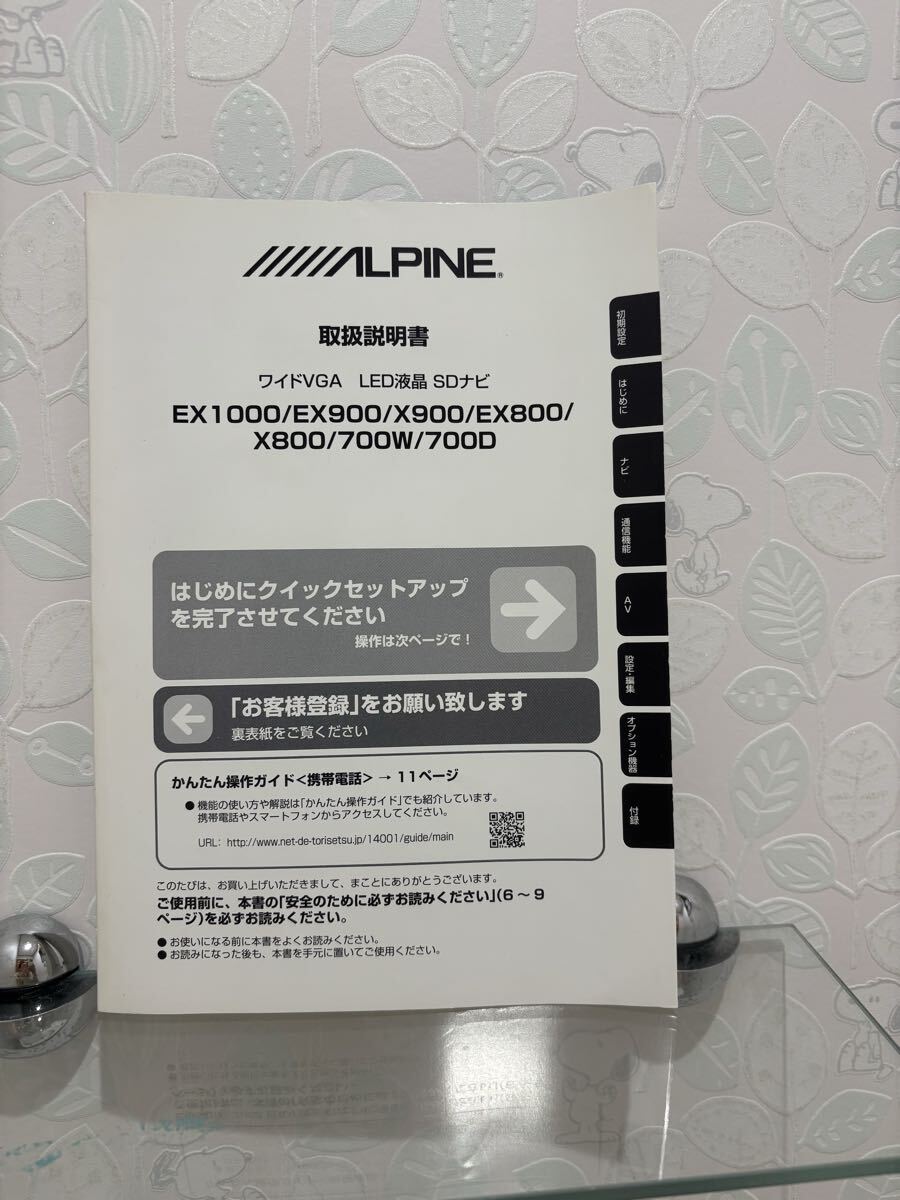 ALPINE®
取扱説明書
ワイドVGA LED液晶 SDナビ
EX1000/EX900/X900/EX800/
X800/700W/700D
初期設定
はじめに
ナビ
通信機能
AV
設定・編集
オプション機器
付録
はじめにクイックセットアップ
を完了させてください
操作は次ページで！
「お客様登録」をお願い致します
裏表紙をご覧ください
かんたん操作ガイド<携帯電話> → 11ページ
● 機能の使い方や解説は「かんたん操作ガイド」でも紹介しています。
携帯電話やスマートフォンからアクセスしてください。
URL: http://www.net-de-torisetsu.jp/14001/guide/main
このたびは、お買い上げいただきまして、まことにありがとうございます。
ご使用前に、本書の「安全のために必ずお読みください」(6 〜 9
ページ)を必ずお読みください。
● お使いになる前に本書をよくお読みください。
● お読みになった後も、本書を手元に置いてご使用ください。